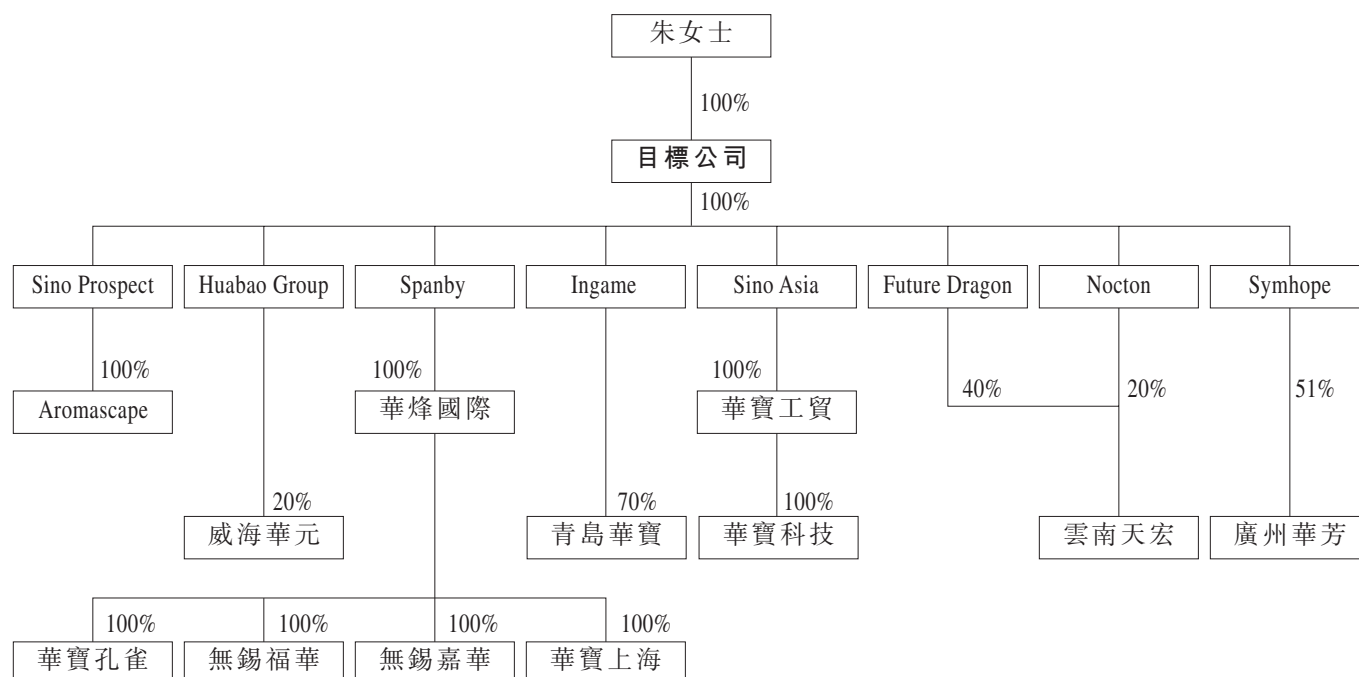 朱女士
100%
目標公司
100%
Sino Prospect
Huabao Group
Spanby
Ingame
Sino Asia
Future Dragon
Nocton
Symhope
100%
100%
100%
40%
20%
51%
Aromascape
華烽國際
華寶工貿
20%
70%
100%
威海華元
青島華寶
華寶科技
雲南天宏
廣州華芳
100%
100%
100%
100%
華寶孔雀
無錫福華
無錫嘉華
華寶上海